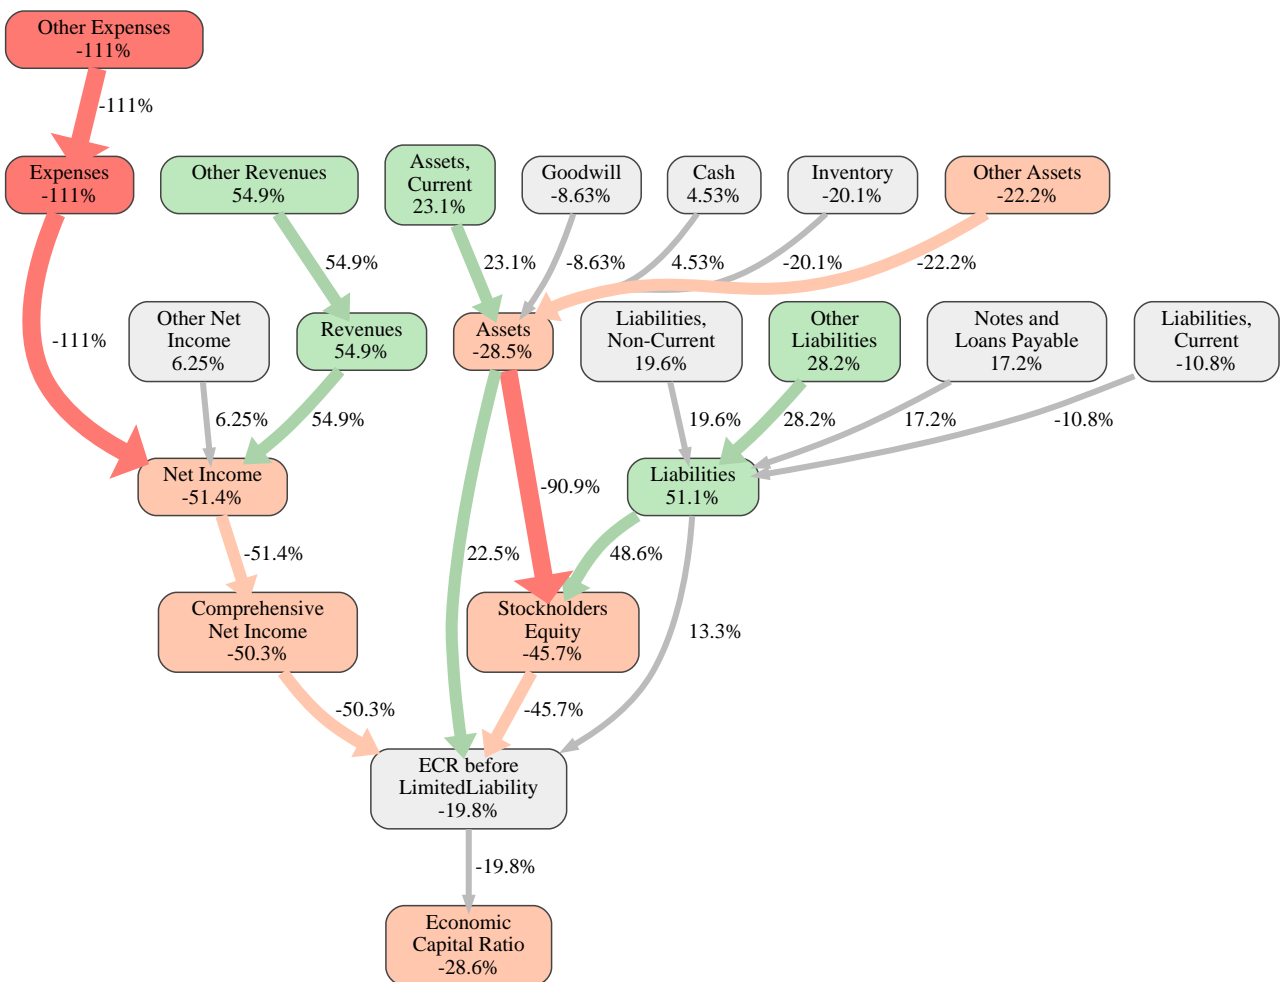 Other Expenses
-111%
-111%
Expenses
-111%
Other Revenues
54.9%
Assets,
Current
23.1%
Goodwill
-8.63%
Cash
4.53%
Inventory
-20.1%
Other Assets
-22.2%
54.9%
23.1%
-8.63%
4.53%
-20.1%
-22.2%
-111%
Other Net
Income
6.25%
Revenues
54.9%
Assets
-28.5%
Liabilities,
Non-Current
19.6%
Other
Liabilities
28.2%
Notes and
Loans Payable
17.2%
Liabilities,
Current
-10.8%
6.25%
54.9%
19.6%
28.2%
17.2%
-10.8%
Net Income
-51.4%
-90.9%
Liabilities
51.1%
-51.4%
22.5%
48.6%
Comprehensive
Net Income
-50.3%
Stockholders
Equity
-45.7%
13.3%
-50.3%
-45.7%
ECR before
LimitedLiability
-19.8%
-19.8%
Economic
Capital Ratio
-28.6%